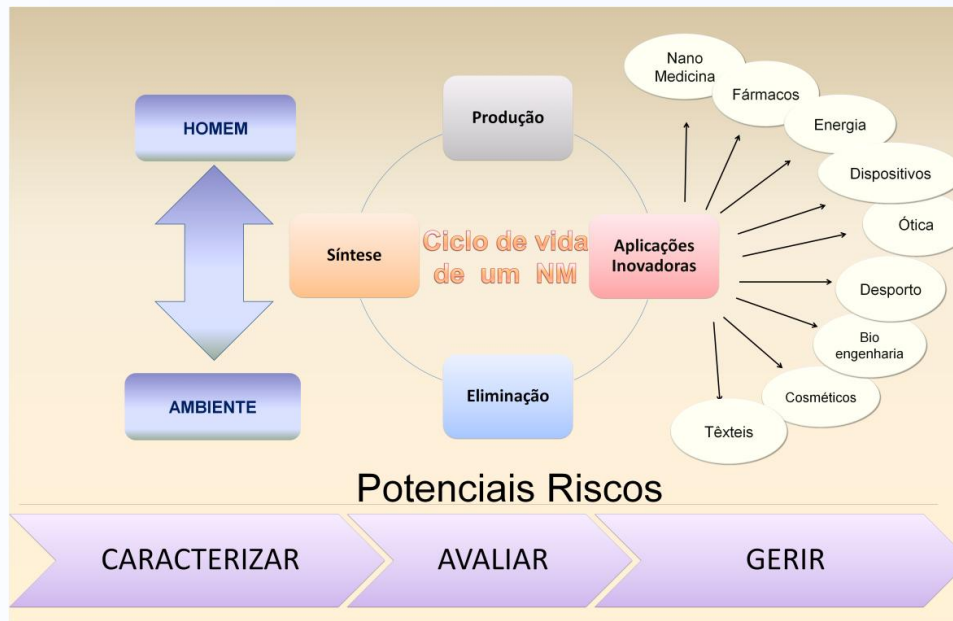 HOMEM
AMBIENTE
Produção
Síntese
Ciclo de vida
de um NM
Aplicações
Inovadoras
Eliminação
Nano
Medicina
Fármacos
Energia
Dispositivos
Ótica
Desporto
Bio
engenharia
Cosméticos
Têxteis
Potenciais Riscos
CARACTERIZAR
AVALIAR
GERIR